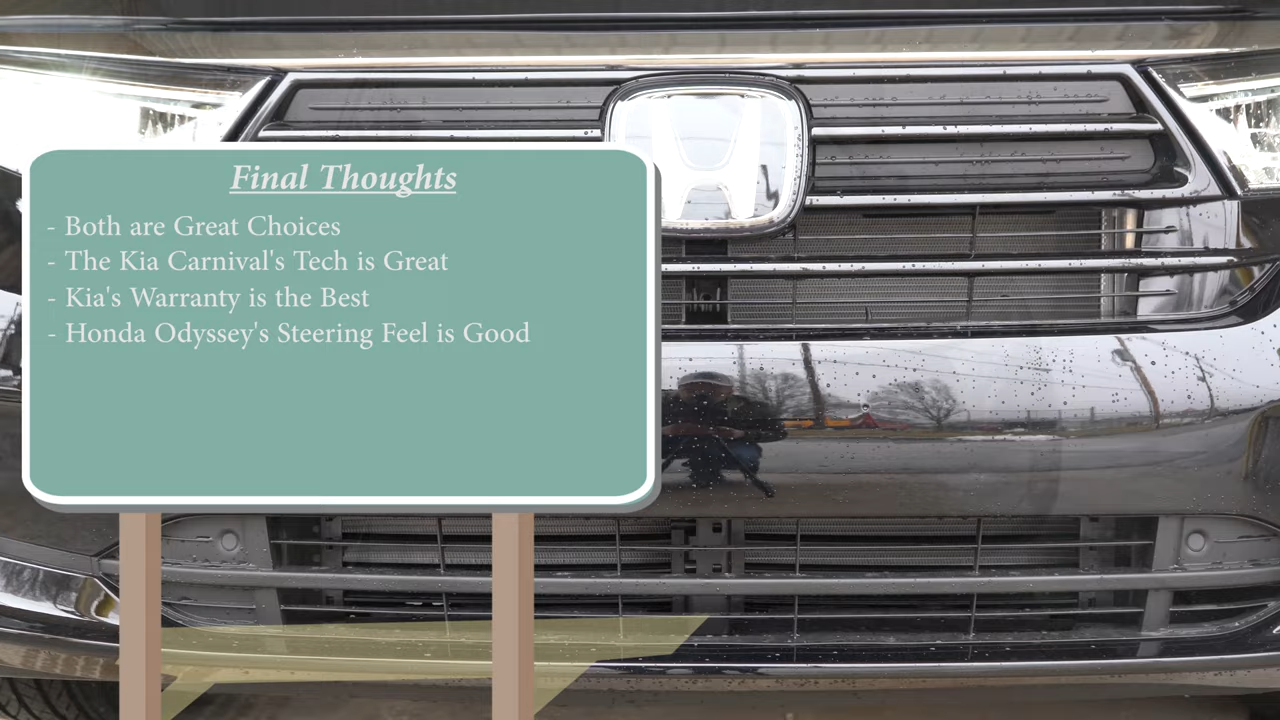 Final Thoughts
- Both are Great Choices
- The Kia Carnival's Tech is Great
- Kia's Warranty is the Best
- Honda Odyssey's Steering Feel is Good